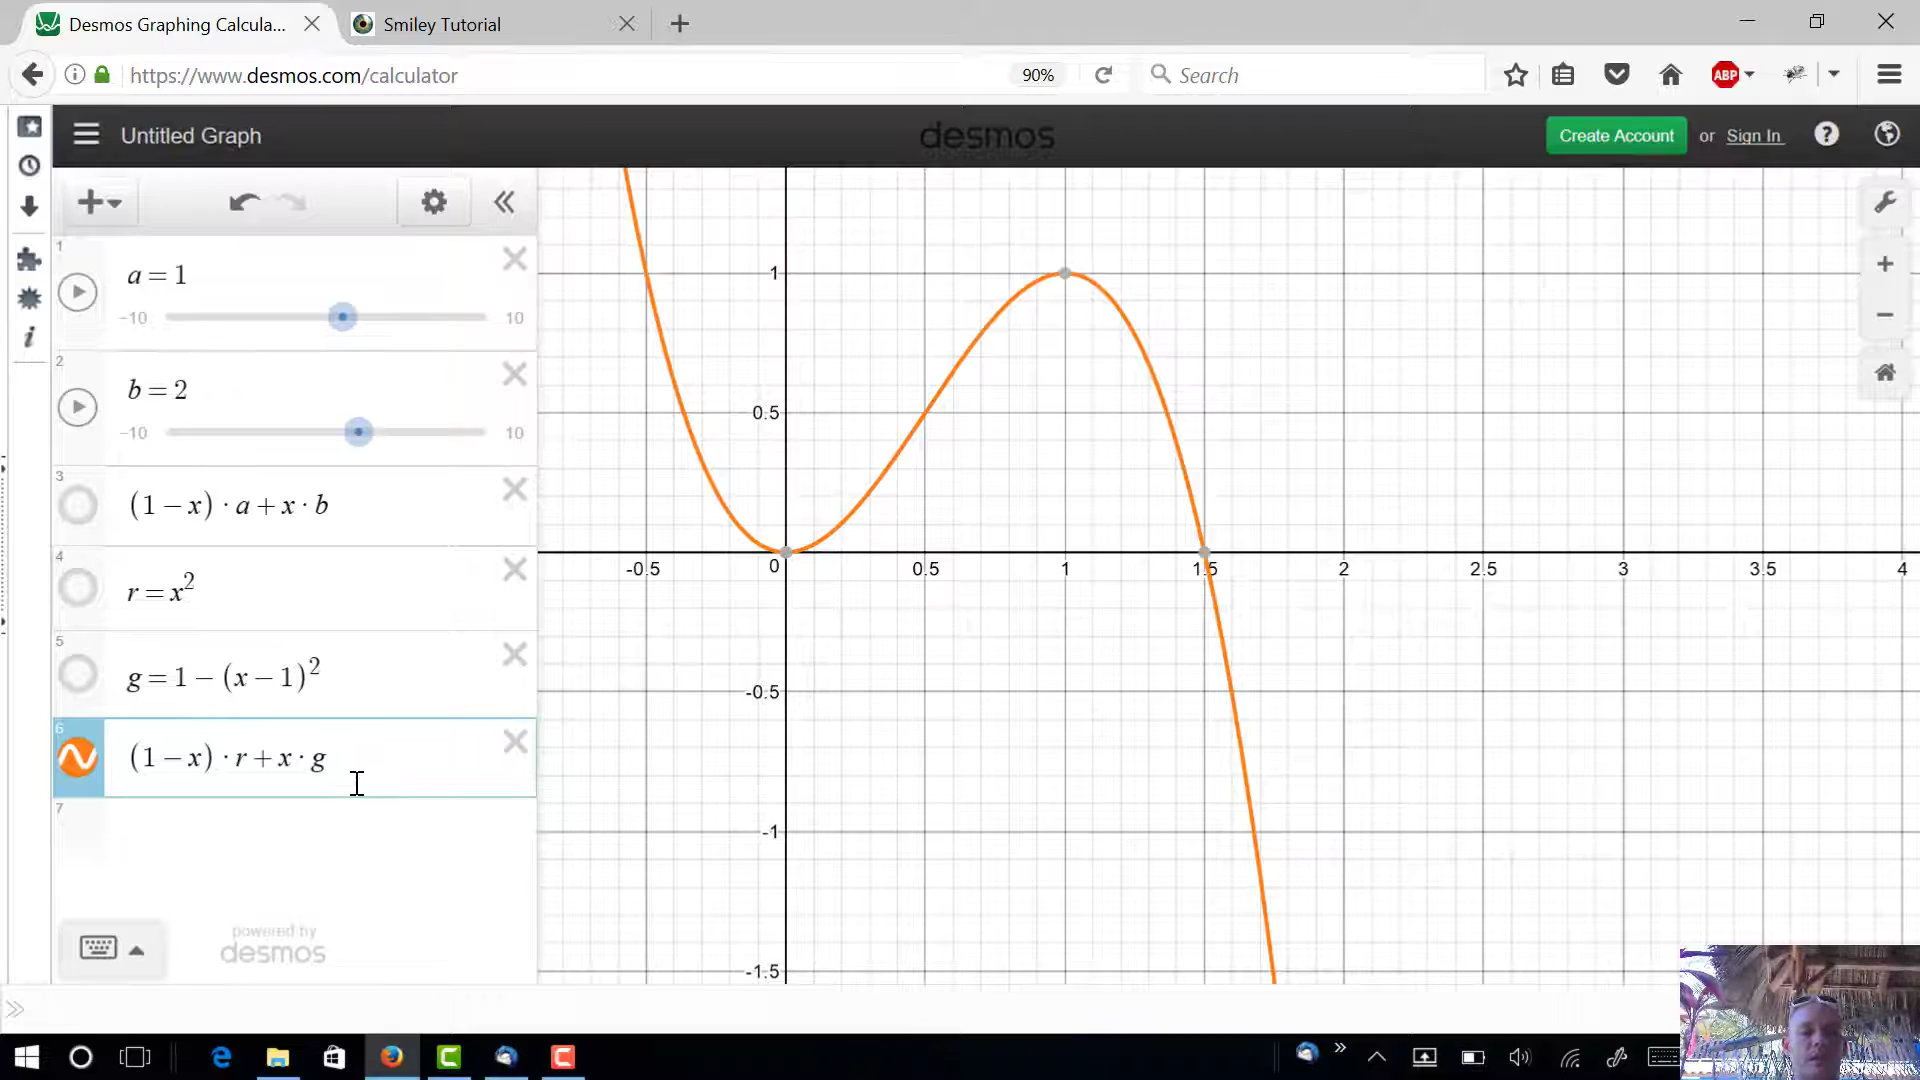 Desmos Graphing Calcula...
Smiley Tutorial
https://www.desmos.com/calculator
90%
Search
ABP
Untitled Graph
desmos
Create Account or Sign In
1
a = 1
-10
10
2
b = 2
-10
10
3
(1 − x) · a + x · b
4
r = x²
5
g = 1 − (x − 1)²
6
(1 − x) · r + x · g
7
powered by
desmos
1
0.5
-0.5
0
0.5
1
1.5
2
2.5
3
3.5
4
-0.5
-1
-1.5